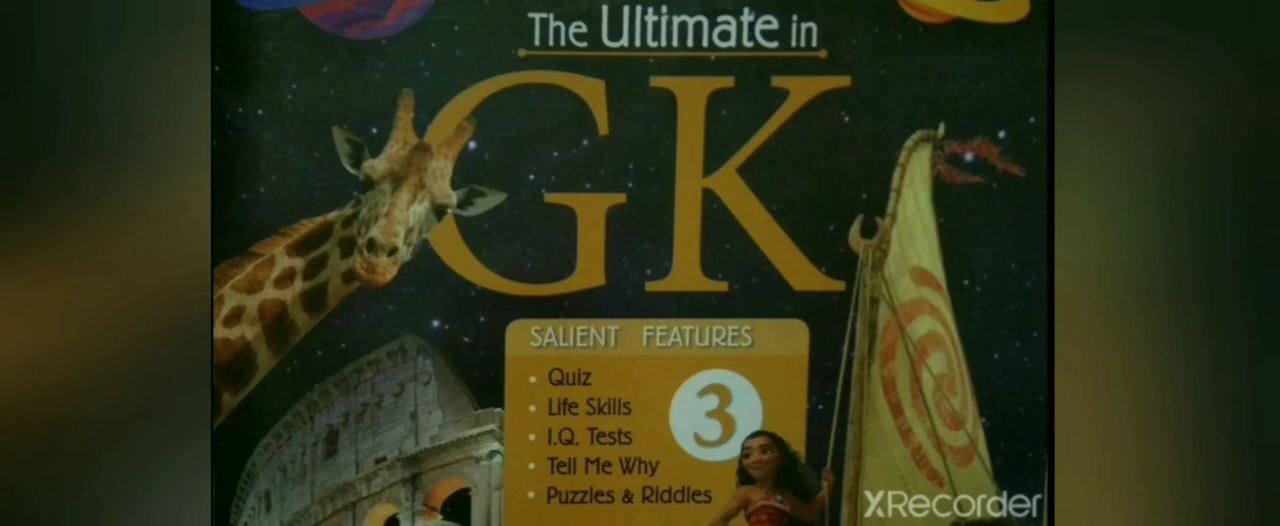 The Ultimate in
GK
SALIENT FEATURES
• Quiz
• Life Skills
• I.Q. Tests
• Tell Me Why
• Puzzles & Riddles
3
XRecorder